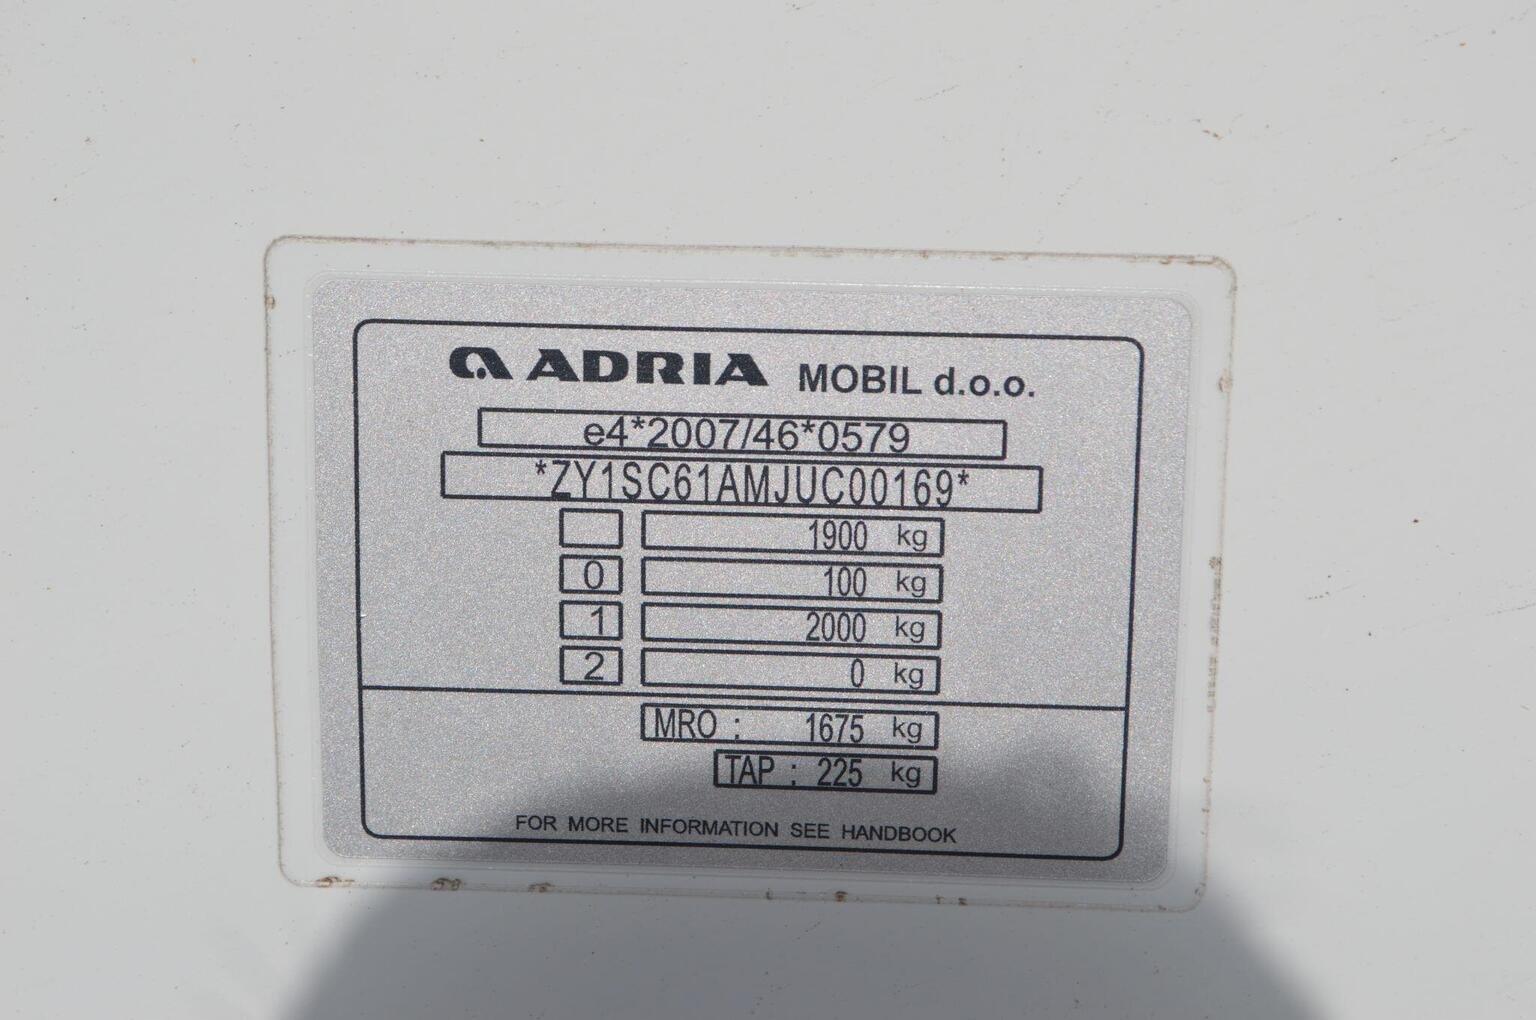 ADRIA MOBIL d.o.o.
e4*2007/46*0579
*ZY1SC61AMJUC00169*
1900 kg
0 100 kg
1 2000 kg
2 0 kg
MRO : 1675 kg
TAP : 225 kg
FOR MORE INFORMATION SEE HANDBOOK